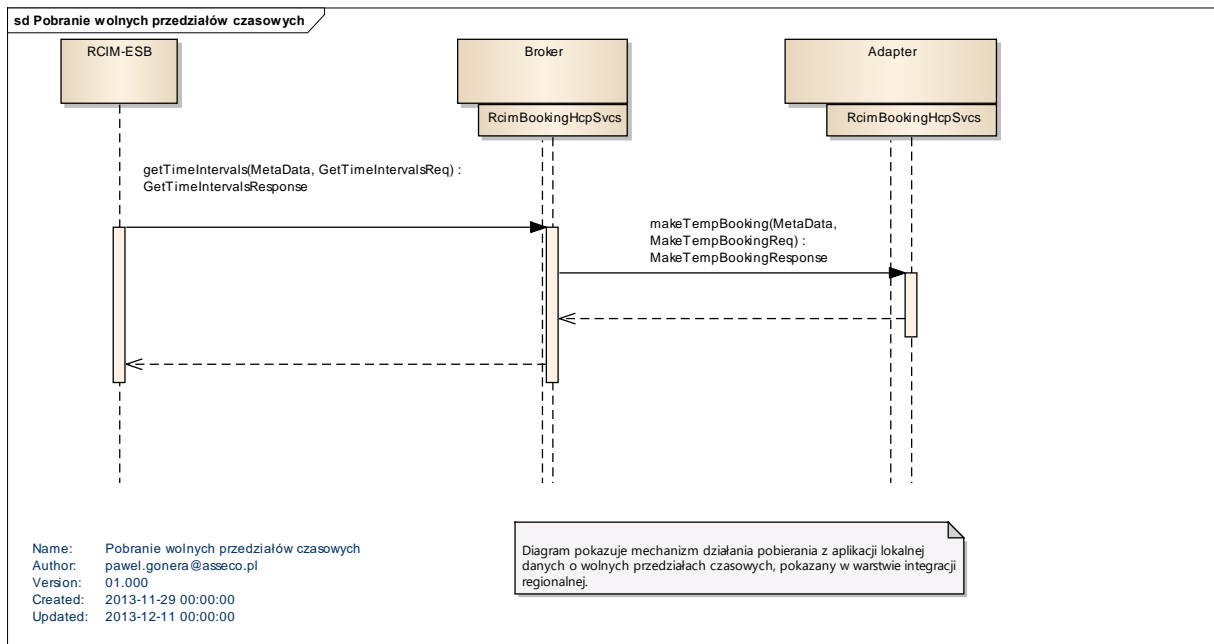 sd Pobranie wolnych przedziałów czasowych
RCIM-ESB
Broker
Adapter
RcimBookingHcpSvcs
RcimBookingHcpSvcs
getTimeIntervals(MetaData, GetTimeIntervalsReq) :
GetTimeIntervalsResponse
makeTempBooking(MetaData,
MakeTempBookingReq) :
MakeTempBookingResponse
Name: Pobranie wolnych przedziałów czasowych
Author: pawel.gonera@asseco.pl
Version: 01.000
Created: 2013-11-29 00:00:00
Updated: 2013-12-11 00:00:00
Diagram pokazuje mechanizm działania pobierania z aplikacji lokalnej
danych o wolnych przedziałach czasowych, pokazany w warstwie integracji
regionalnej.